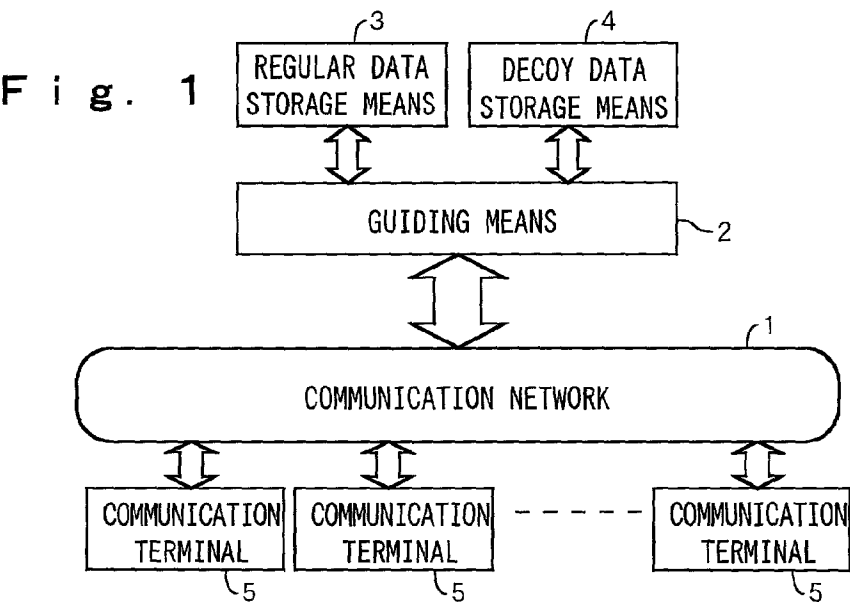 3
4
Fig. 1
REGULAR DATA
STORAGE MEANS
DECOY DATA
STORAGE MEANS
GUIDING MEANS
2
1
COMMUNICATION NETWORK
COMMUNICATION
TERMINAL
5
COMMUNICATION
TERMINAL
5
COMMUNICATION
TERMINAL
5